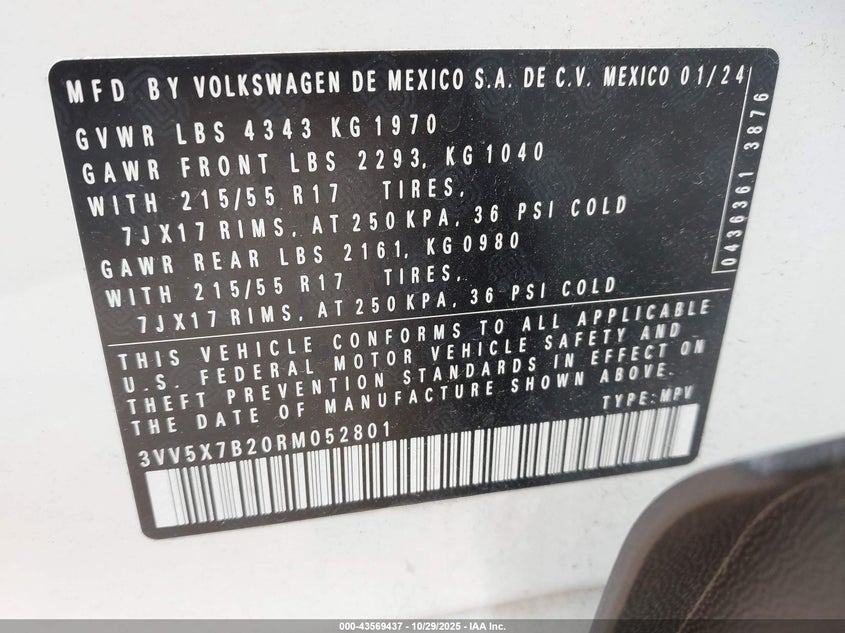 MFD BY VOLKSWAGEN DE MEXICO S.A. DE C.V. MEXICO 01/24
GVWR LBS 4343 KG 1970
GAWR FRONT LBS 2293, KG 1040
WITH 215/55 R17 TIRES,
7JX17 RIMS, AT 250 KPA, 36 PSI COLD
GAWR REAR LBS 2161, KG 0980
WITH 215/55 R17 TIRES,
7JX17 RIMS, AT 250 KPA, 36 PSI COLD
0436361 3876
THIS VEHICLE CONFORMS TO ALL APPLICABLE
U.S. FEDERAL MOTOR VEHICLE SAFETY AND
THEFT PREVENTION STANDARDS IN EFFECT ON
THE DATE OF MANUFACTURE SHOWN ABOVE.
3VV5X7B20RM052801 TYPE:MPV
000-43569437 - 10/29/2025 - IAA Inc.